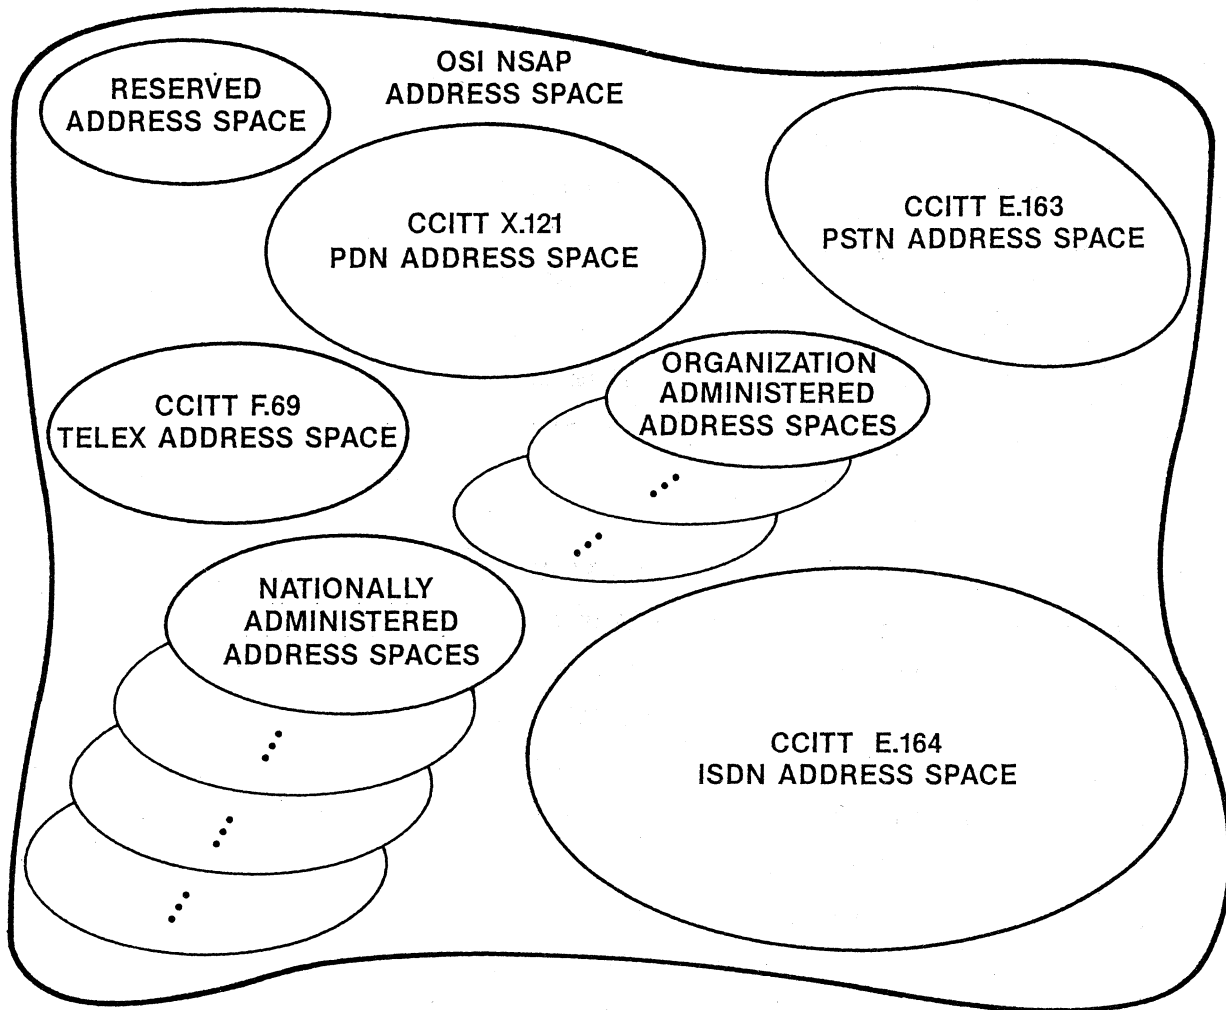 OSI NSAP
ADDRESS SPACE
RESERVED
ADDRESS SPACE
CCITT X.121
PDN ADDRESS SPACE
CCITT E.163
PSTN ADDRESS SPACE
ORGANIZATION
ADMINISTERED
ADDRESS SPACES
CCITT F.69
TELEX ADDRESS SPACE
NATIONALLY
ADMINISTERED
ADDRESS SPACES
CCITT E.164
ISDN ADDRESS SPACE